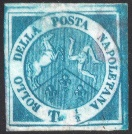 BOLLO DELLA POSTA NAPOLETANA
T ½